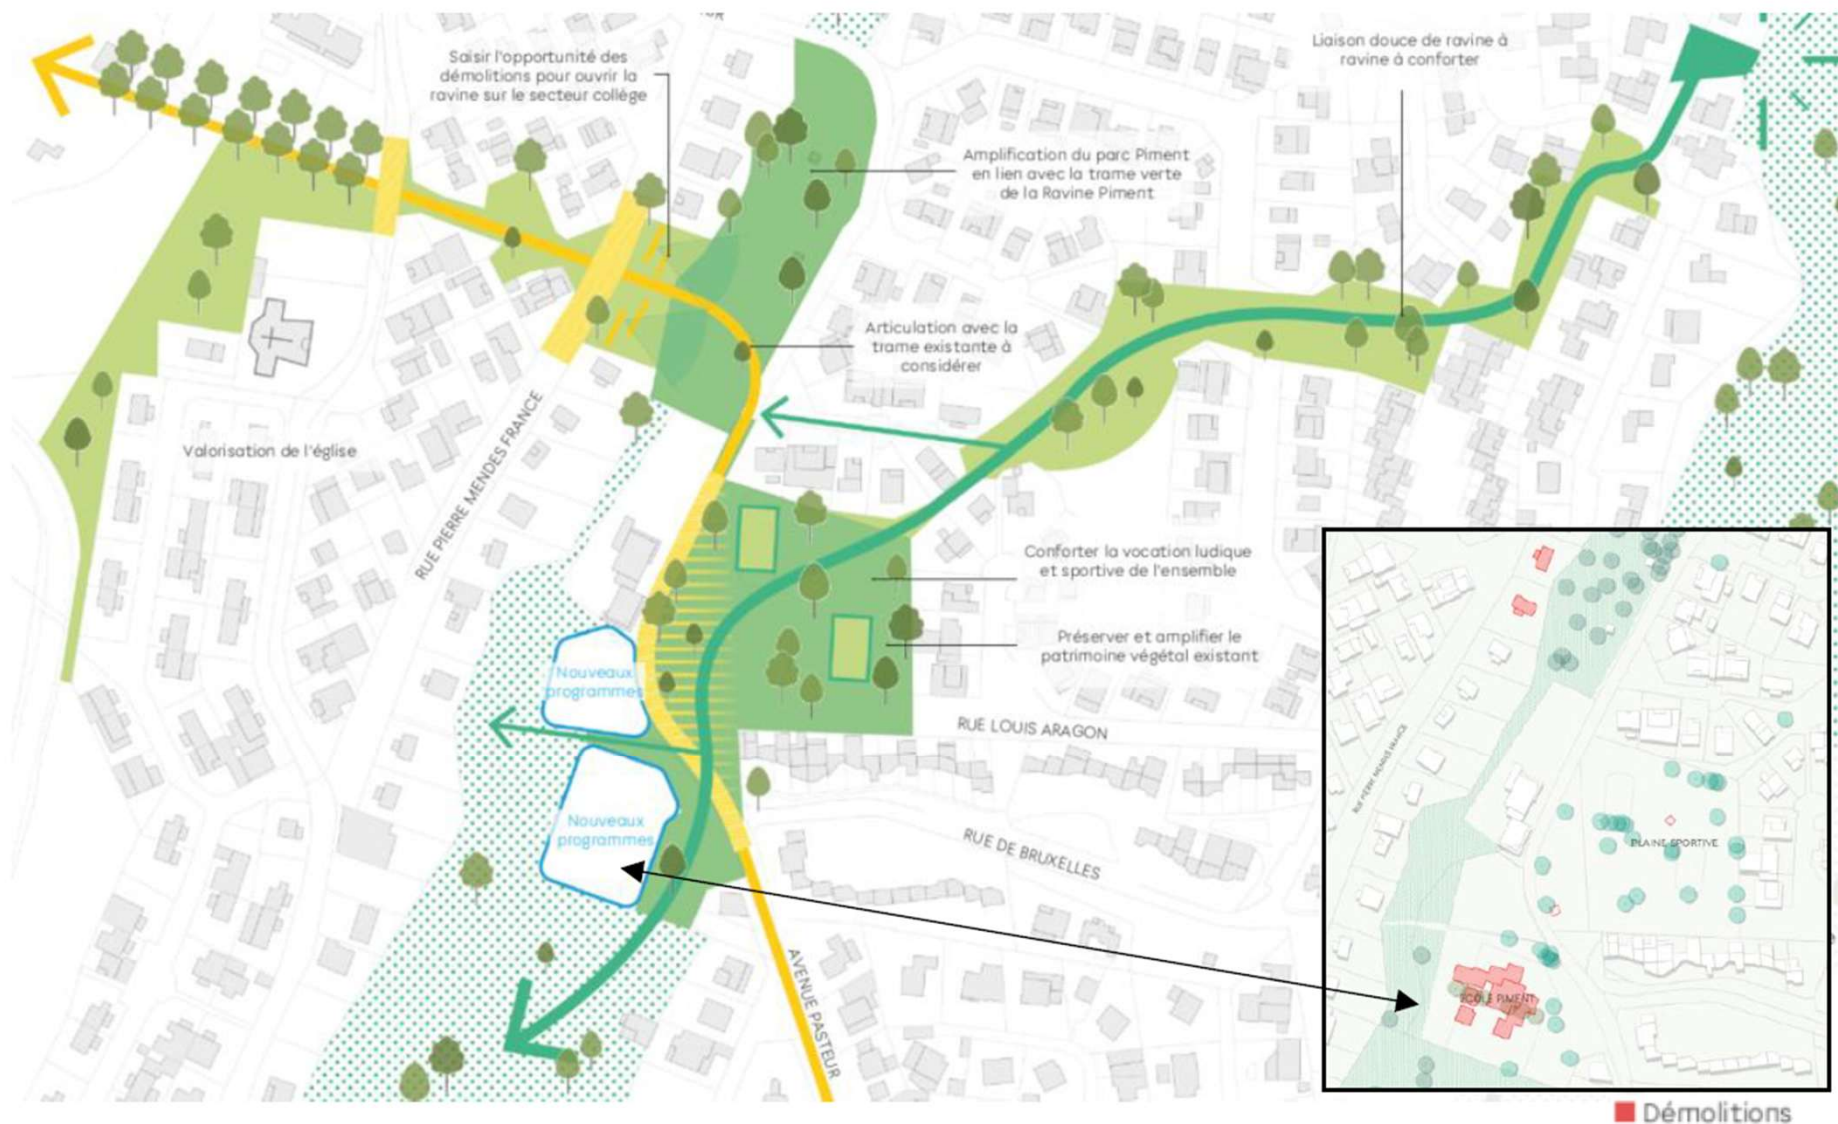 Saisir l'opportunité des
démolitions pour ouvrir la
ravine sur le secteur collège
Liaison douce de ravine à
ravine à conforter
Amplification du parc Piment
en lien avec la trame verte
de la Ravine Piment
Articulation avec la
trame existante à
considérer
Valorisation de l'église
RUE PIERRE MENDES FRANCE
Conforter la vocation ludique
et sportive de l'ensemble
Préserver et amplifier le
patrimoine végétal existant
Nouveaux
programmes
RUE LOUIS ARAGON
Nouveaux
programmes
RUE DE BRUXELLES
AVENUE PASTEUR
RUE PIERRE MENDES FRANCE
PLAINE SPORTIVE
ECOLE PIMENT
Démolitions